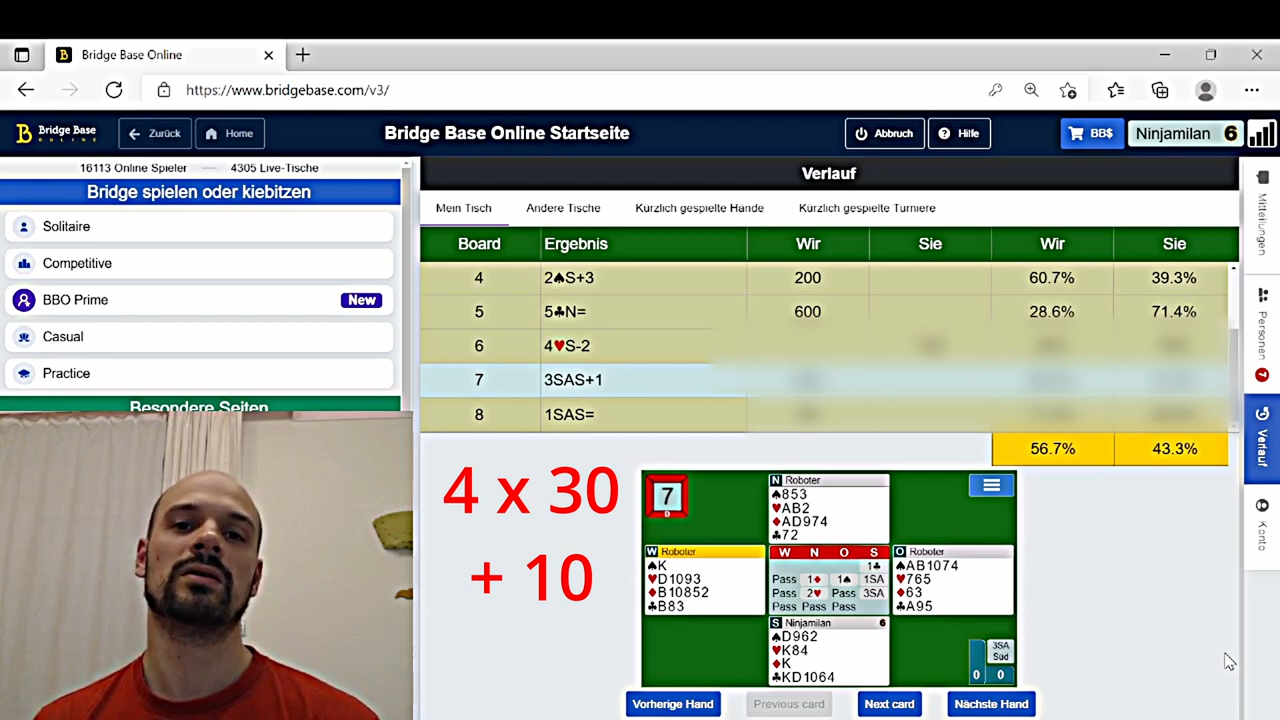 Bridge Base Online
https://www.bridgebase.com/v3/
Bridge Base
ONLINE
Zurück
Home
Bridge Base Online Startseite
Abbruch
Hilfe
BB$
Ninjamilan 6
16113 Online Spieler
4305 Live-Tische
Bridge spielen oder kiebitzen
Solitaire
Competitive
BBO Prime New
Casual
Practice
Besondere Seiten
Verlauf
Mein Tisch Andere Tische Kürzlich gespielte Hände Kürzlich gespielte Turniere
Board Ergebnis Wir Sie Wir Sie
4 2♠S+3 200 60.7% 39.3%
5 5♣N= 600 28.6% 71.4%
6 4♥S-2
7 3SAS+1
8 1SAS=
56.7% 43.3%
4 x 30
+ 10
7
D
N Roboter
♠853
♥AB2
♦AD974
♣72
W Roboter
♠K
♥D1093
♦B10852
♣B83
W N O S
1♣
Pass 1♦ 1♠ 1SA
Pass 2♥ Pass 3SA
Pass Pass Pass
O Roboter
♠AB1074
♥765
♦63
♣A95
S Ninjamilan 6
♠D962
♥K84
♦K
♣KD1064
3SA
Süd
0 0
Vorherige Hand
Previous card
Next card
Nächste Hand
Mitteilungen
Personen
7
Verlauf
Konto